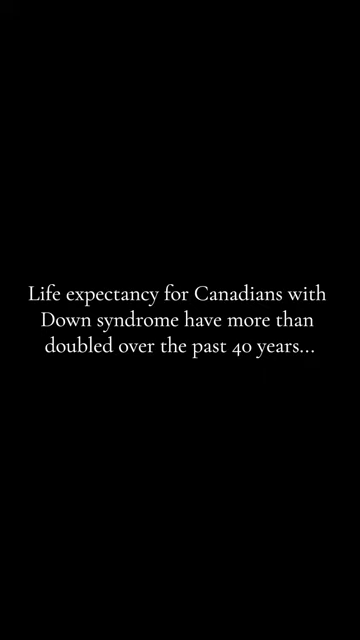 Life expectancy for Canadians with
Down syndrome have more than
doubled over the past 40 years...